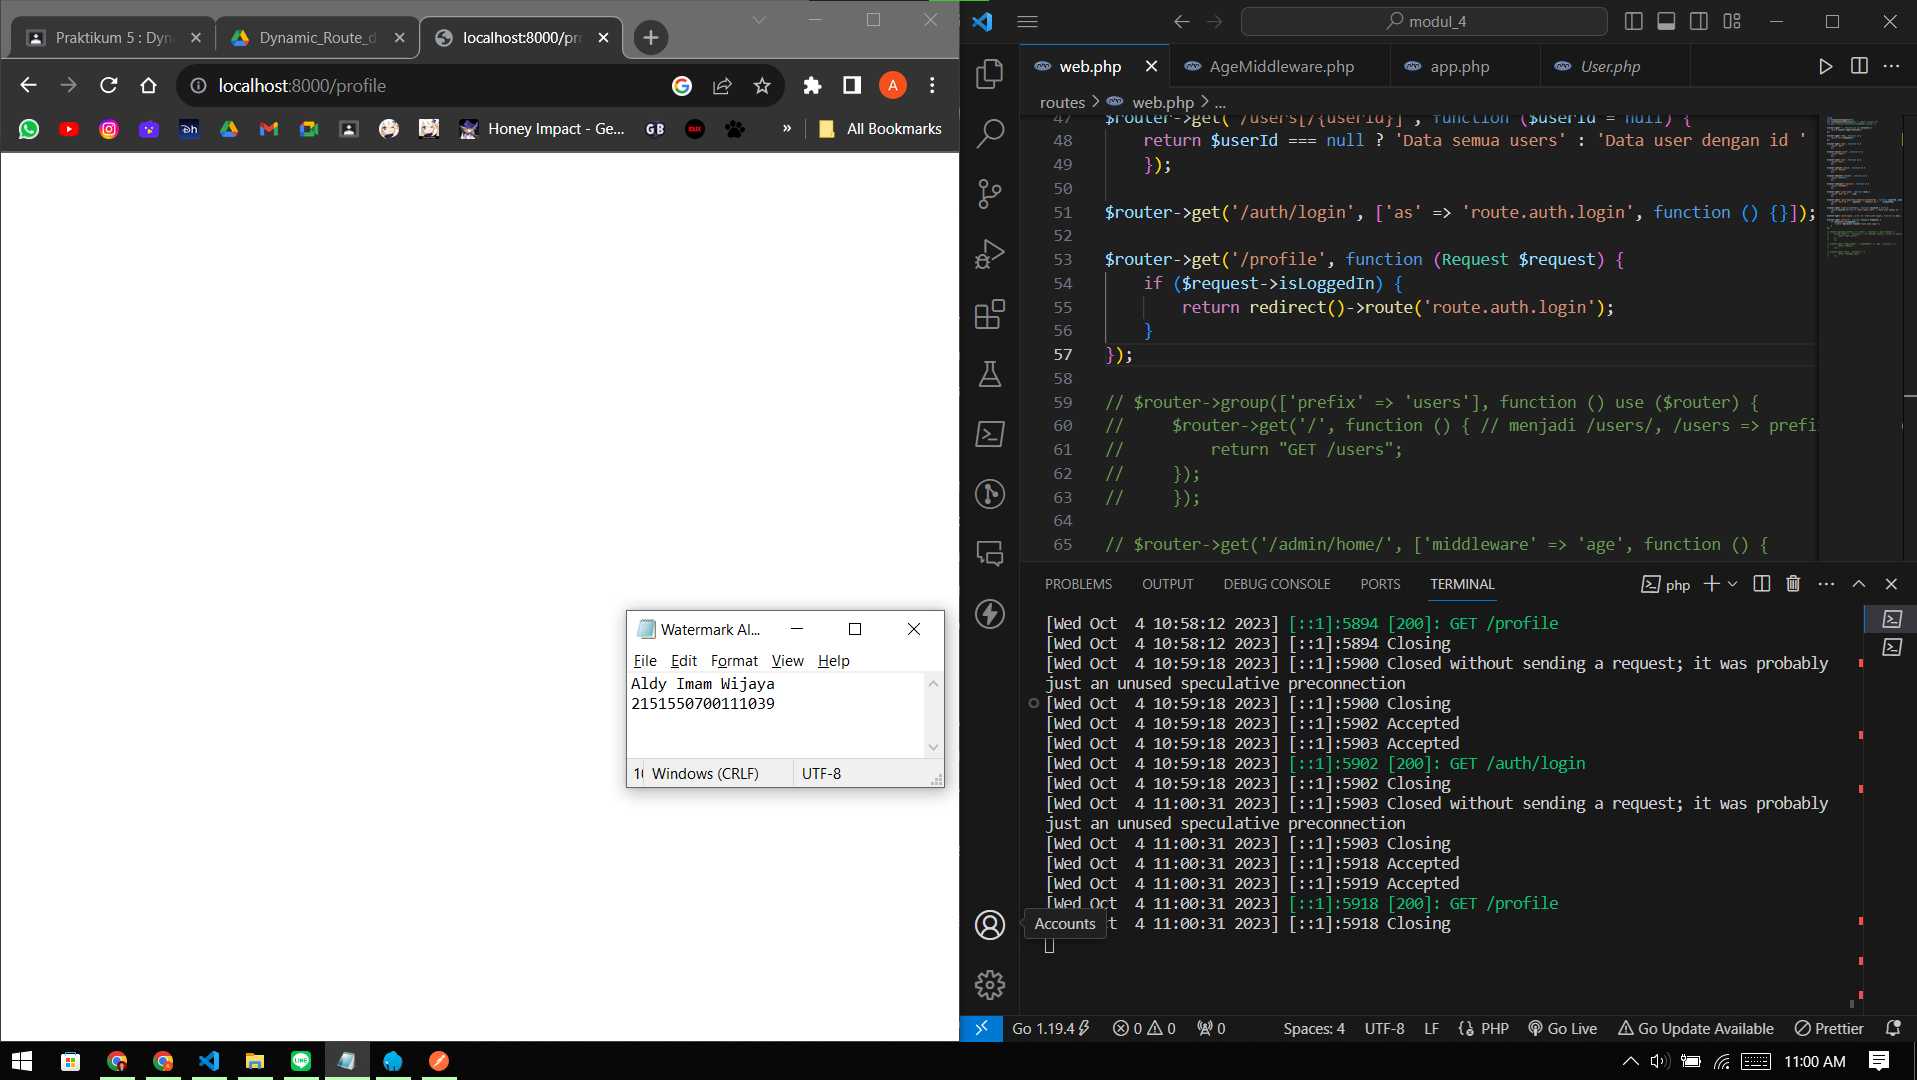 Praktikum 5 : Dyn
Dynamic_Route_d
localhost:8000/pro
localhost:8000/profile
A
Honey Impact - Ge...
GB
»
All Bookmarks
Watermark Al...
File Edit Format View Help
Aldy Imam Wijaya
2151550700111039
Windows (CRLF)
UTF-8
modul_4
web.php
AgeMiddleware.php
app.php
User.php
routes > web.php > ...
47 $router->get('/users[/{userId}]', function ($userId = null) {
48 return $userId === null ? 'Data semua users' : 'Data user dengan id '
49 });
50
51 $router->get('/auth/login', ['as' => 'route.auth.login', function () {}]);
52
53 $router->get('/profile', function (Request $request) {
54 if ($request->isLoggedIn) {
55 return redirect()->route('route.auth.login');
56 }
57 });
58
59 // $router->group(['prefix' => 'users'], function () use ($router) {
60 // $router->get('/', function () { // menjadi /users/, /users => prefi
61 // return "GET /users";
62 // });
63 // });
64
65 // $router->get('/admin/home/', ['middleware' => 'age', function () {
PROBLEMS OUTPUT DEBUG CONSOLE PORTS TERMINAL
php
[Wed Oct  4 10:58:12 2023] [::1]:5894 [200]: GET /profile
[Wed Oct  4 10:58:12 2023] [::1]:5894 Closing
[Wed Oct  4 10:59:18 2023] [::1]:5900 Closed without sending a request; it was probably
just an unused speculative preconnection
[Wed Oct  4 10:59:18 2023] [::1]:5900 Closing
[Wed Oct  4 10:59:18 2023] [::1]:5902 Accepted
[Wed Oct  4 10:59:18 2023] [::1]:5903 Accepted
[Wed Oct  4 10:59:18 2023] [::1]:5902 [200]: GET /auth/login
[Wed Oct  4 10:59:18 2023] [::1]:5902 Closing
[Wed Oct  4 11:00:31 2023] [::1]:5903 Closed without sending a request; it was probably
just an unused speculative preconnection
[Wed Oct  4 11:00:31 2023] [::1]:5903 Closing
[Wed Oct  4 11:00:31 2023] [::1]:5918 Accepted
[Wed Oct  4 11:00:31 2023] [::1]:5919 Accepted
[Wed Oct  4 11:00:31 2023] [::1]:5918 [200]: GET /profile
4 11:00:31 2023] [::1]:5918 Closing
Accounts
Go 1.19.4
0 0
0
Spaces: 4
UTF-8
LF
PHP
Go Live
Go Update Available
Prettier
11:00 AM